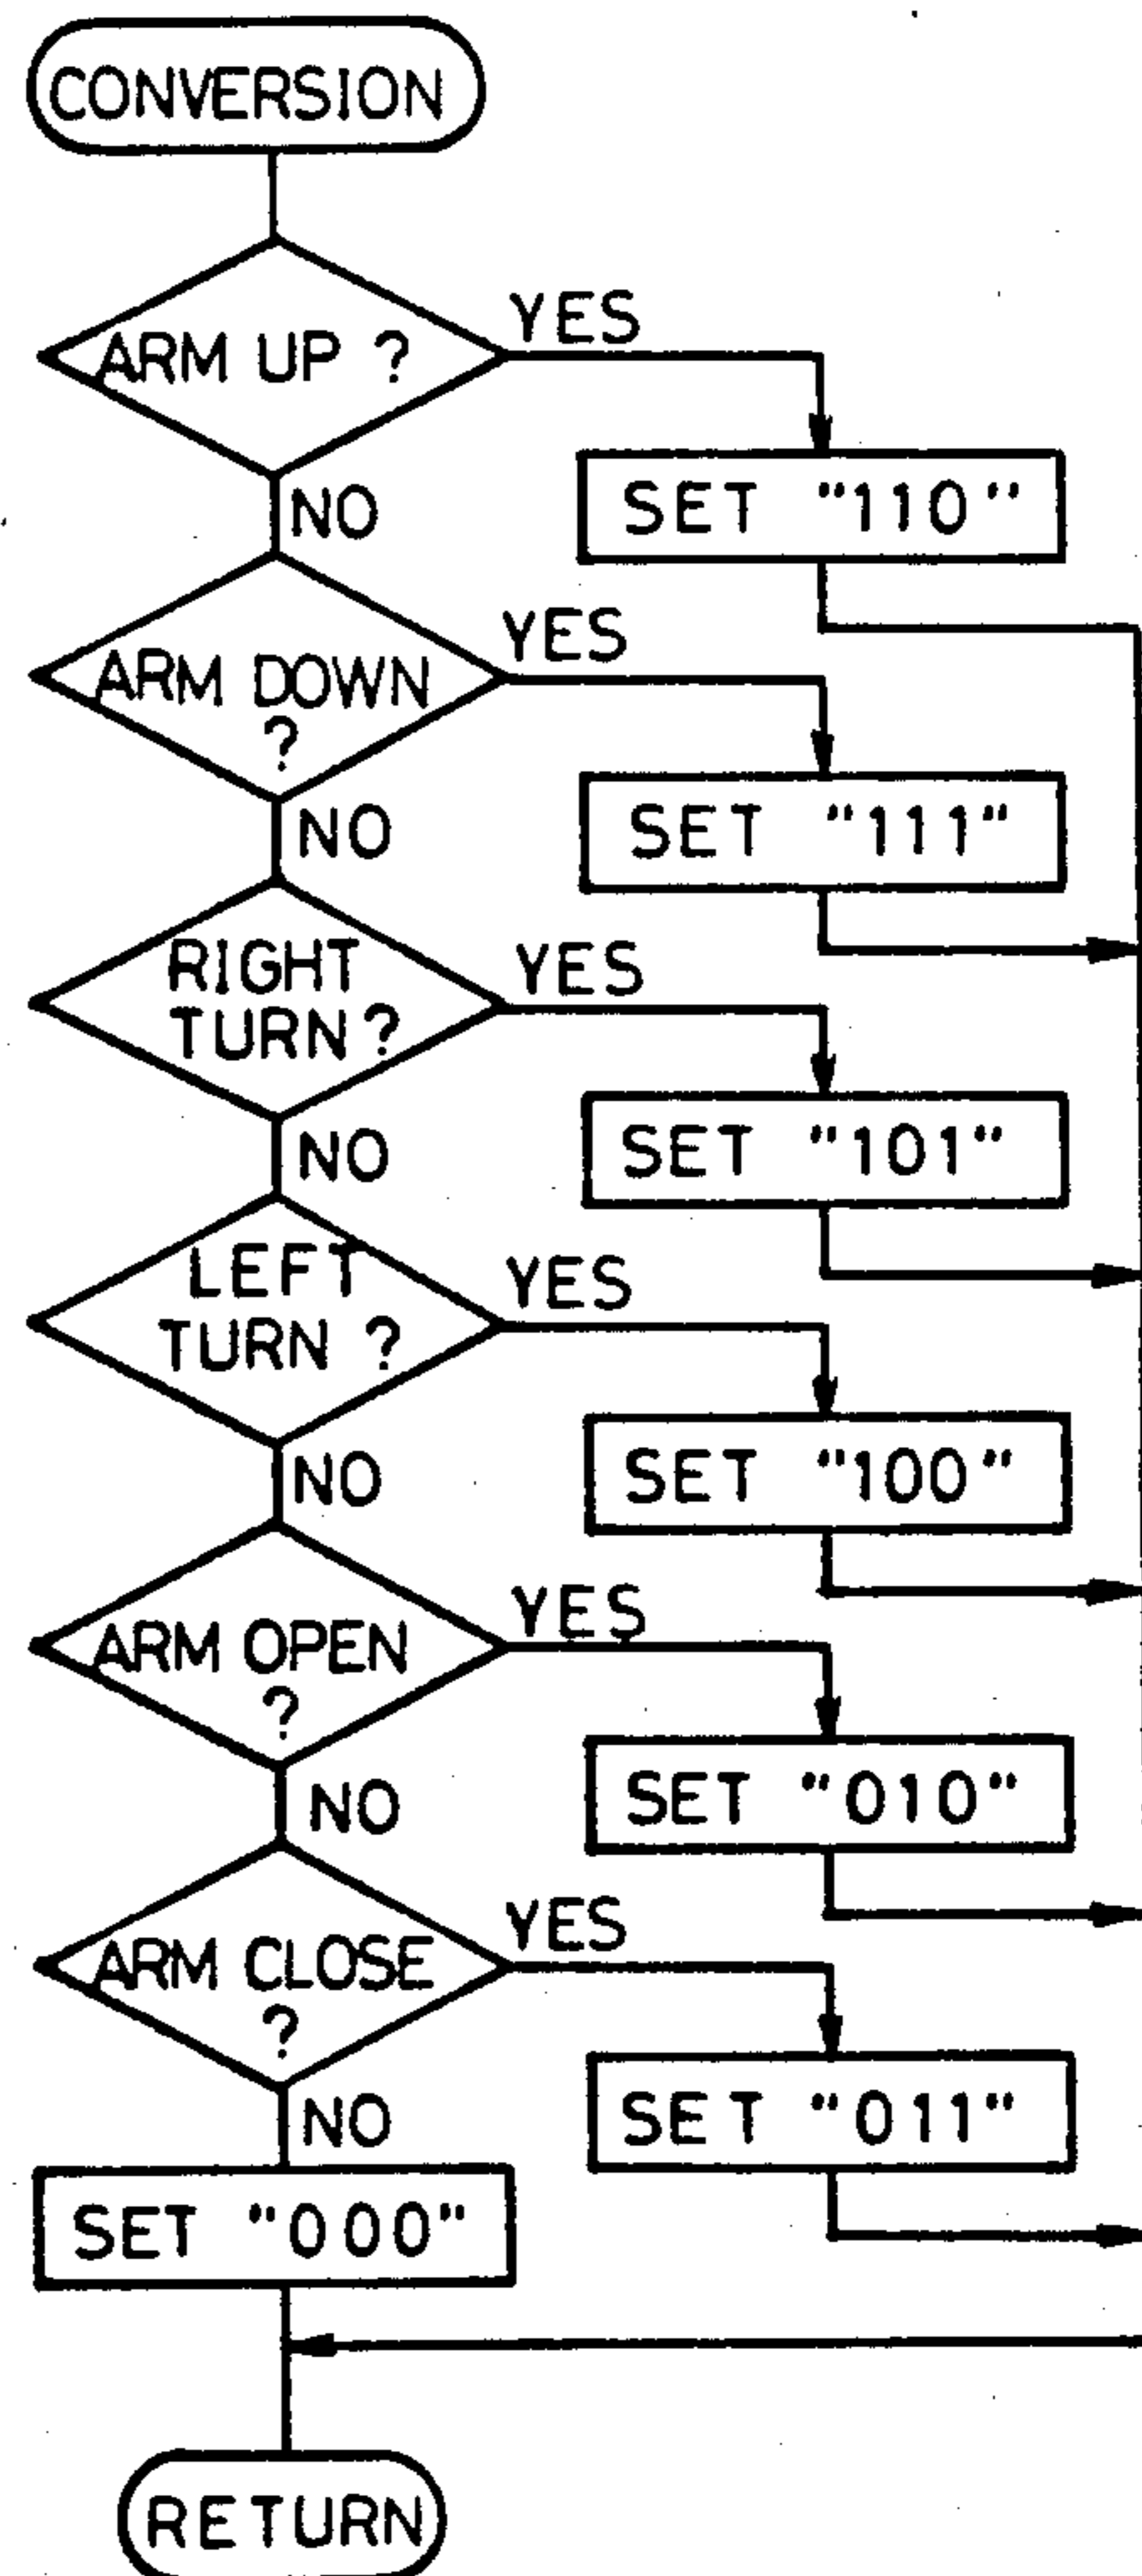 CONVERSION
ARM UP ?
YES
SET "110"
NO
ARM DOWN
?
YES
SET "111"
NO
RIGHT
TURN ?
YES
SET "101"
NO
LEFT
TURN ?
YES
SET "100"
NO
ARM OPEN
?
YES
SET "010"
NO
ARM CLOSE
?
YES
SET "011"
NO
SET "000"
RETURN